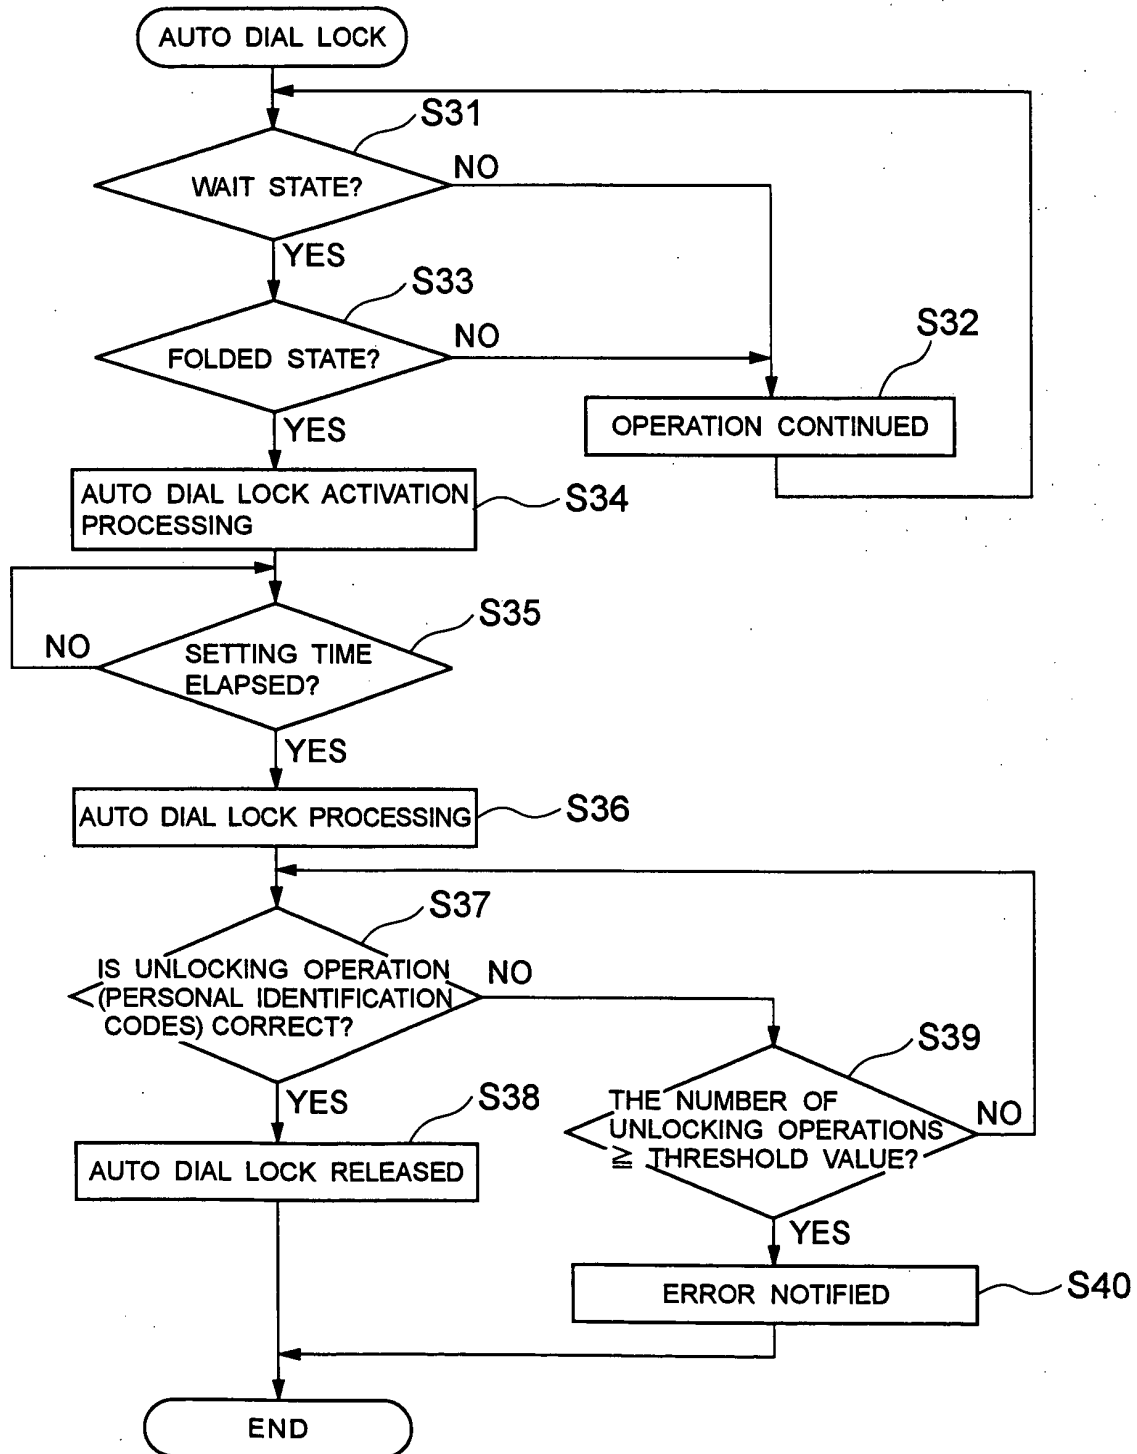 AUTO DIAL LOCK
S31
WAIT STATE?
NO
YES
S33
FOLDED STATE?
NO
S32
OPERATION CONTINUED
YES
AUTO DIAL LOCK ACTIVATION
PROCESSING
S34
S35
NO
SETTING TIME
ELAPSED?
YES
AUTO DIAL LOCK PROCESSING
S36
S37
IS UNLOCKING OPERATION
(PERSONAL IDENTIFICATION
CODES) CORRECT?
NO
S39
YES
S38
THE NUMBER OF
UNLOCKING OPERATIONS
≧ THRESHOLD VALUE?
NO
AUTO DIAL LOCK RELEASED
YES
ERROR NOTIFIED
S40
END